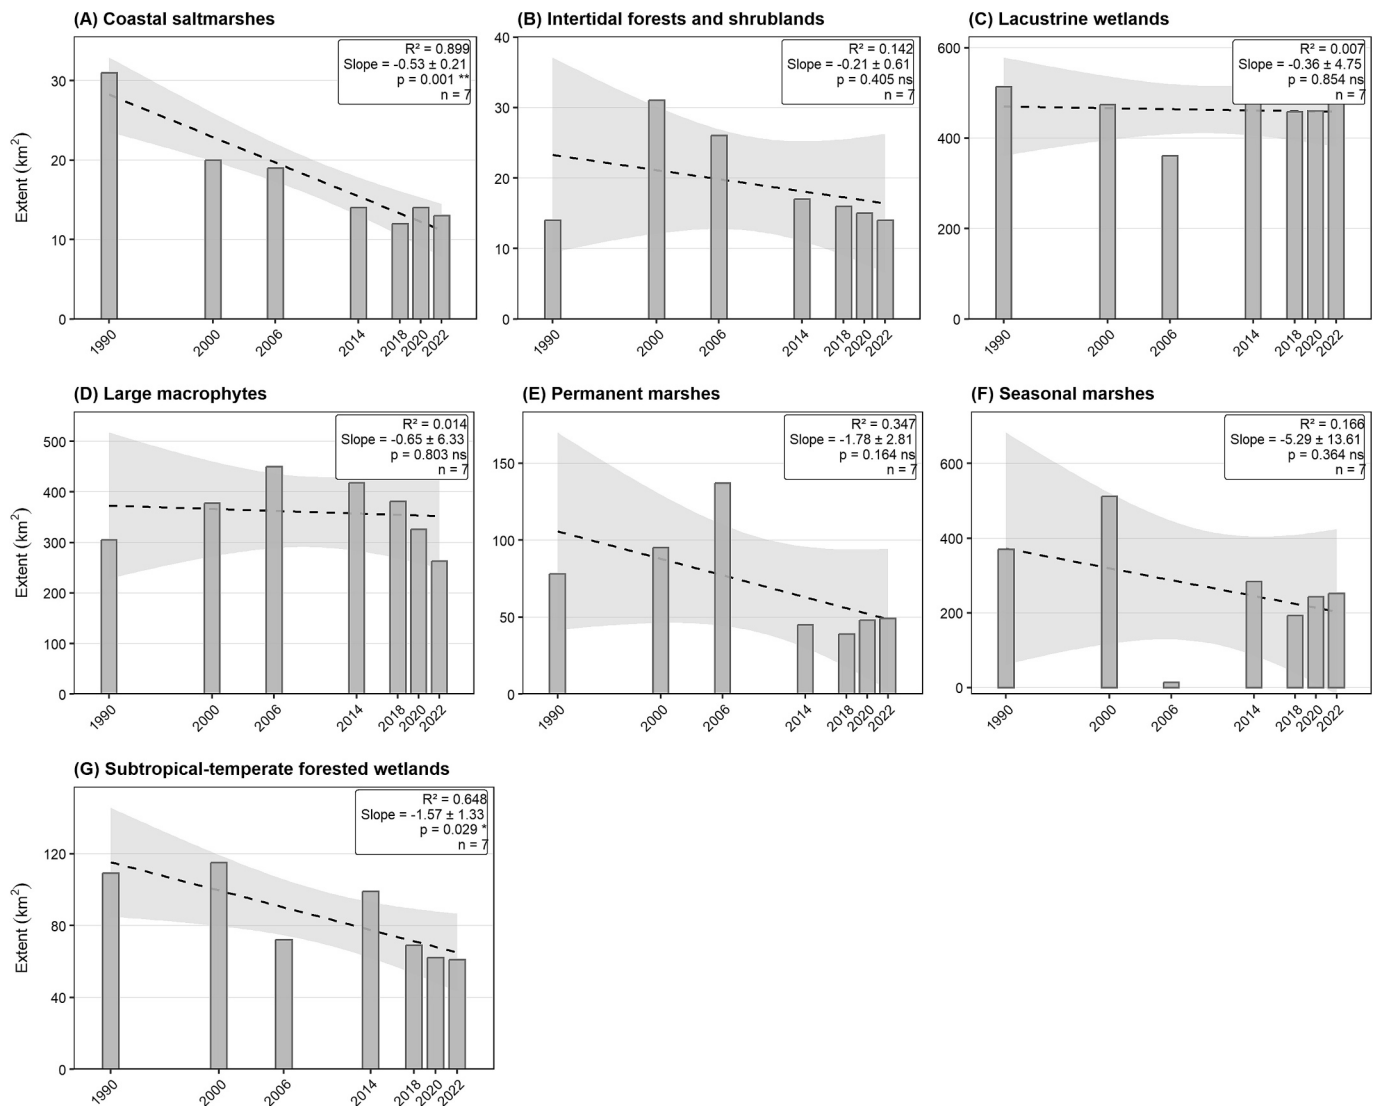 (A) Coastal saltmarshes
R² = 0.899
Slope = -0.53 ± 0.21
p = 0.001 **
n = 7
Extent (km²)
30
20
10
0
1990
2000
2006
2014
2018
2020
2022
(B) Intertidal forests and shrublands
R² = 0.142
Slope = -0.21 ± 0.61
p = 0.405 ns
n = 7
40
30
20
10
0
1990
2000
2006
2014
2018
2020
2022
(C) Lacustrine wetlands
R² = 0.007
Slope = -0.36 ± 4.75
p = 0.854 ns
n = 7
600
400
200
0
1990
2000
2006
2014
2018
2020
2022
(D) Large macrophytes
R² = 0.014
Slope = -0.65 ± 6.33
p = 0.803 ns
n = 7
Extent (km²)
500
400
300
200
100
0
1990
2000
2006
2014
2018
2020
2022
(E) Permanent marshes
R² = 0.347
Slope = -1.78 ± 2.81
p = 0.164 ns
n = 7
150
100
50
0
1990
2000
2006
2014
2018
2020
2022
(F) Seasonal marshes
R² = 0.166
Slope = -5.29 ± 13.61
p = 0.364 ns
n = 7
600
400
200
0
1990
2000
2006
2014
2018
2020
2022
(G) Subtropical-temperate forested wetlands
R² = 0.648
Slope = -1.57 ± 1.33
p = 0.029 *
n = 7
Extent (km²)
120
80
40
0
1990
2000
2006
2014
2018
2020
2022